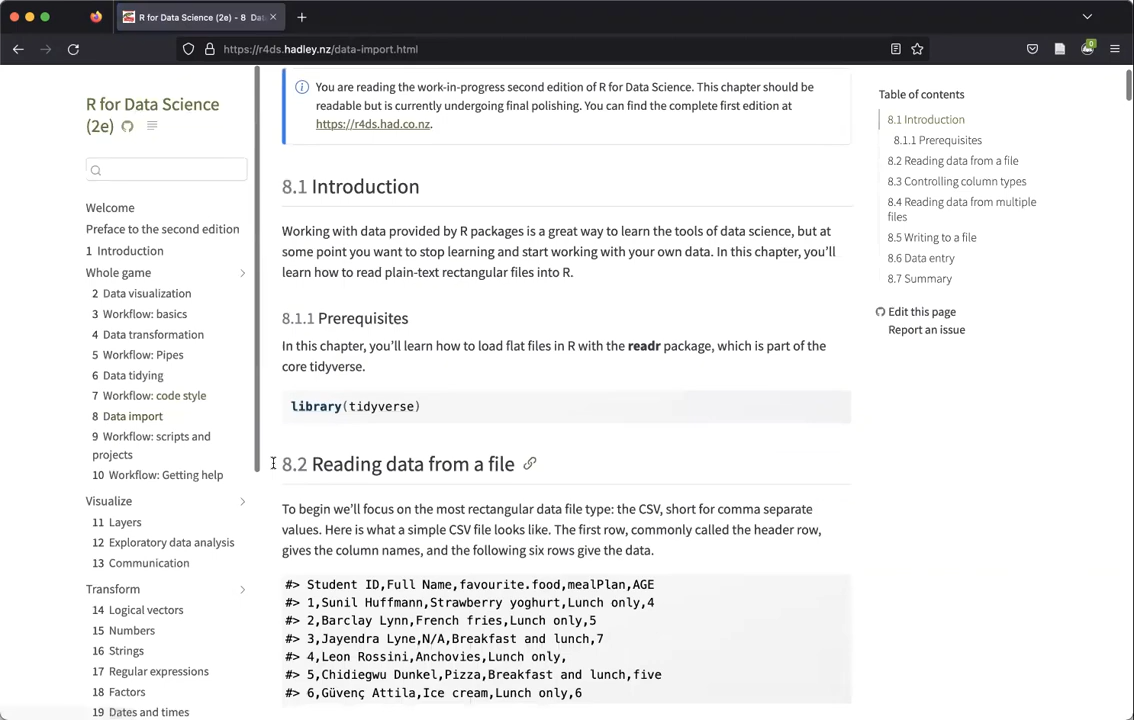 R for Data Science (2e) - 8 Dat
https://r4ds.hadley.nz/data-import.html
0
R for Data Science
(2e)
Welcome
Preface to the second edition
1 Introduction
Whole game
2 Data visualization
3 Workflow: basics
4 Data transformation
5 Workflow: Pipes
6 Data tidying
7 Workflow: code style
8 Data import
9 Workflow: scripts and
projects
10 Workflow: Getting help
Visualize
11 Layers
12 Exploratory data analysis
13 Communication
Transform
14 Logical vectors
15 Numbers
16 Strings
17 Regular expressions
18 Factors
19 Dates and times
You are reading the work-in-progress second edition of R for Data Science. This chapter should be
readable but is currently undergoing final polishing. You can find the complete first edition at
https://r4ds.had.co.nz.
8.1 Introduction
Working with data provided by R packages is a great way to learn the tools of data science, but at
some point you want to stop learning and start working with your own data. In this chapter, you'll
learn how to read plain-text rectangular files into R.
8.1.1 Prerequisites
In this chapter, you'll learn how to load flat files in R with the readr package, which is part of the
core tidyverse.
library(tidyverse)
8.2 Reading data from a file
To begin we'll focus on the most rectangular data file type: the CSV, short for comma separate
values. Here is what a simple CSV file looks like. The first row, commonly called the header row,
gives the column names, and the following six rows give the data.
#> Student ID,Full Name,favourite.food,mealPlan,AGE
#> 1,Sunil Huffmann,Strawberry yoghurt,Lunch only,4
#> 2,Barclay Lynn,French fries,Lunch only,5
#> 3,Jayendra Lyne,N/A,Breakfast and lunch,7
#> 4,Leon Rossini,Anchovies,Lunch only,
#> 5,Chidiegwu Dunkel,Pizza,Breakfast and lunch,five
#> 6,Güvenç Attila,Ice cream,Lunch only,6
Table of contents
8.1 Introduction
8.1.1 Prerequisites
8.2 Reading data from a file
8.3 Controlling column types
8.4 Reading data from multiple
files
8.5 Writing to a file
8.6 Data entry
8.7 Summary
Edit this page
Report an issue